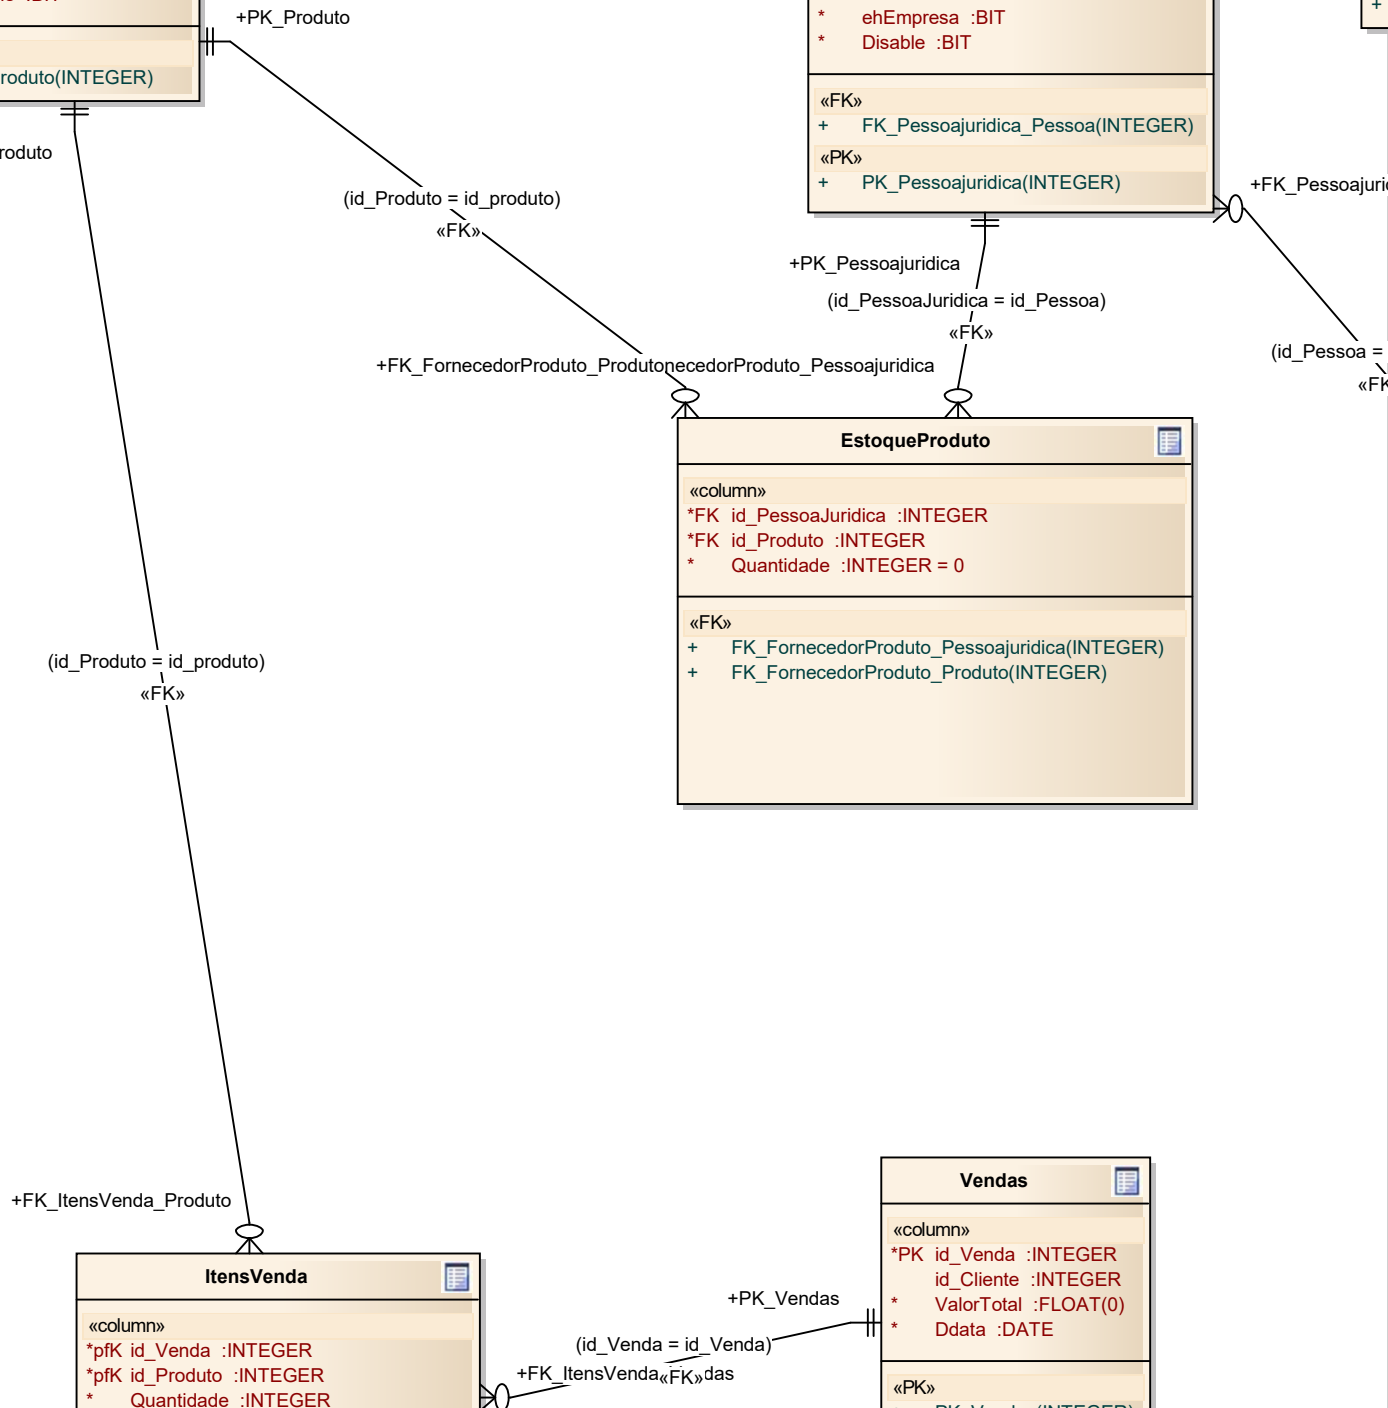 +PK_Produto
roduto(INTEGER)
roduto
(id_Produto = id_produto)
«FK»
* ehEmpresa :BIT
* Disable :BIT
«FK»
+ FK_Pessoajuridica_Pessoa(INTEGER)
«PK»
+ PK_Pessoajuridica(INTEGER)
+
+FK_Pessoajuri
+PK_Pessoajuridica
(id_PessoaJuridica = id_Pessoa)
«FK»
(id_Pessoa =
«FK
+FK_FornecedorProduto_ProdutonecedorProduto_Pessoajuridica
EstoqueProduto
«column»
*FK id_PessoaJuridica :INTEGER
*FK id_Produto :INTEGER
* Quantidade :INTEGER = 0
«FK»
+ FK_FornecedorProduto_Pessoajuridica(INTEGER)
+ FK_FornecedorProduto_Produto(INTEGER)
(id_Produto = id_produto)
«FK»
+FK_ItensVenda_Produto
ItensVenda
«column»
*pfK id_Venda :INTEGER
*pfK id_Produto :INTEGER
* Quantidade :INTEGER
+PK_Vendas
(id_Venda = id_Venda)
+FK_ItensVenda«FK»das
Vendas
«column»
*PK id_Venda :INTEGER
id_Cliente :INTEGER
* ValorTotal :FLOAT(0)
* Ddata :DATE
«PK»